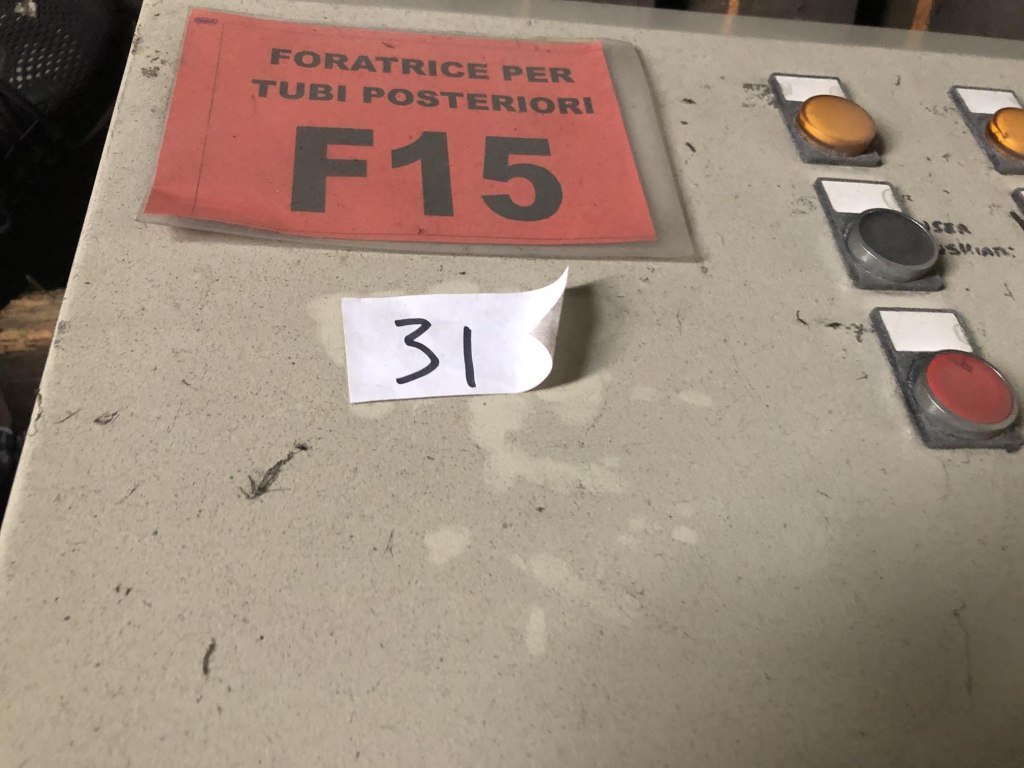 FORATRICE PER
TUBI POSTERIORI
F15
31